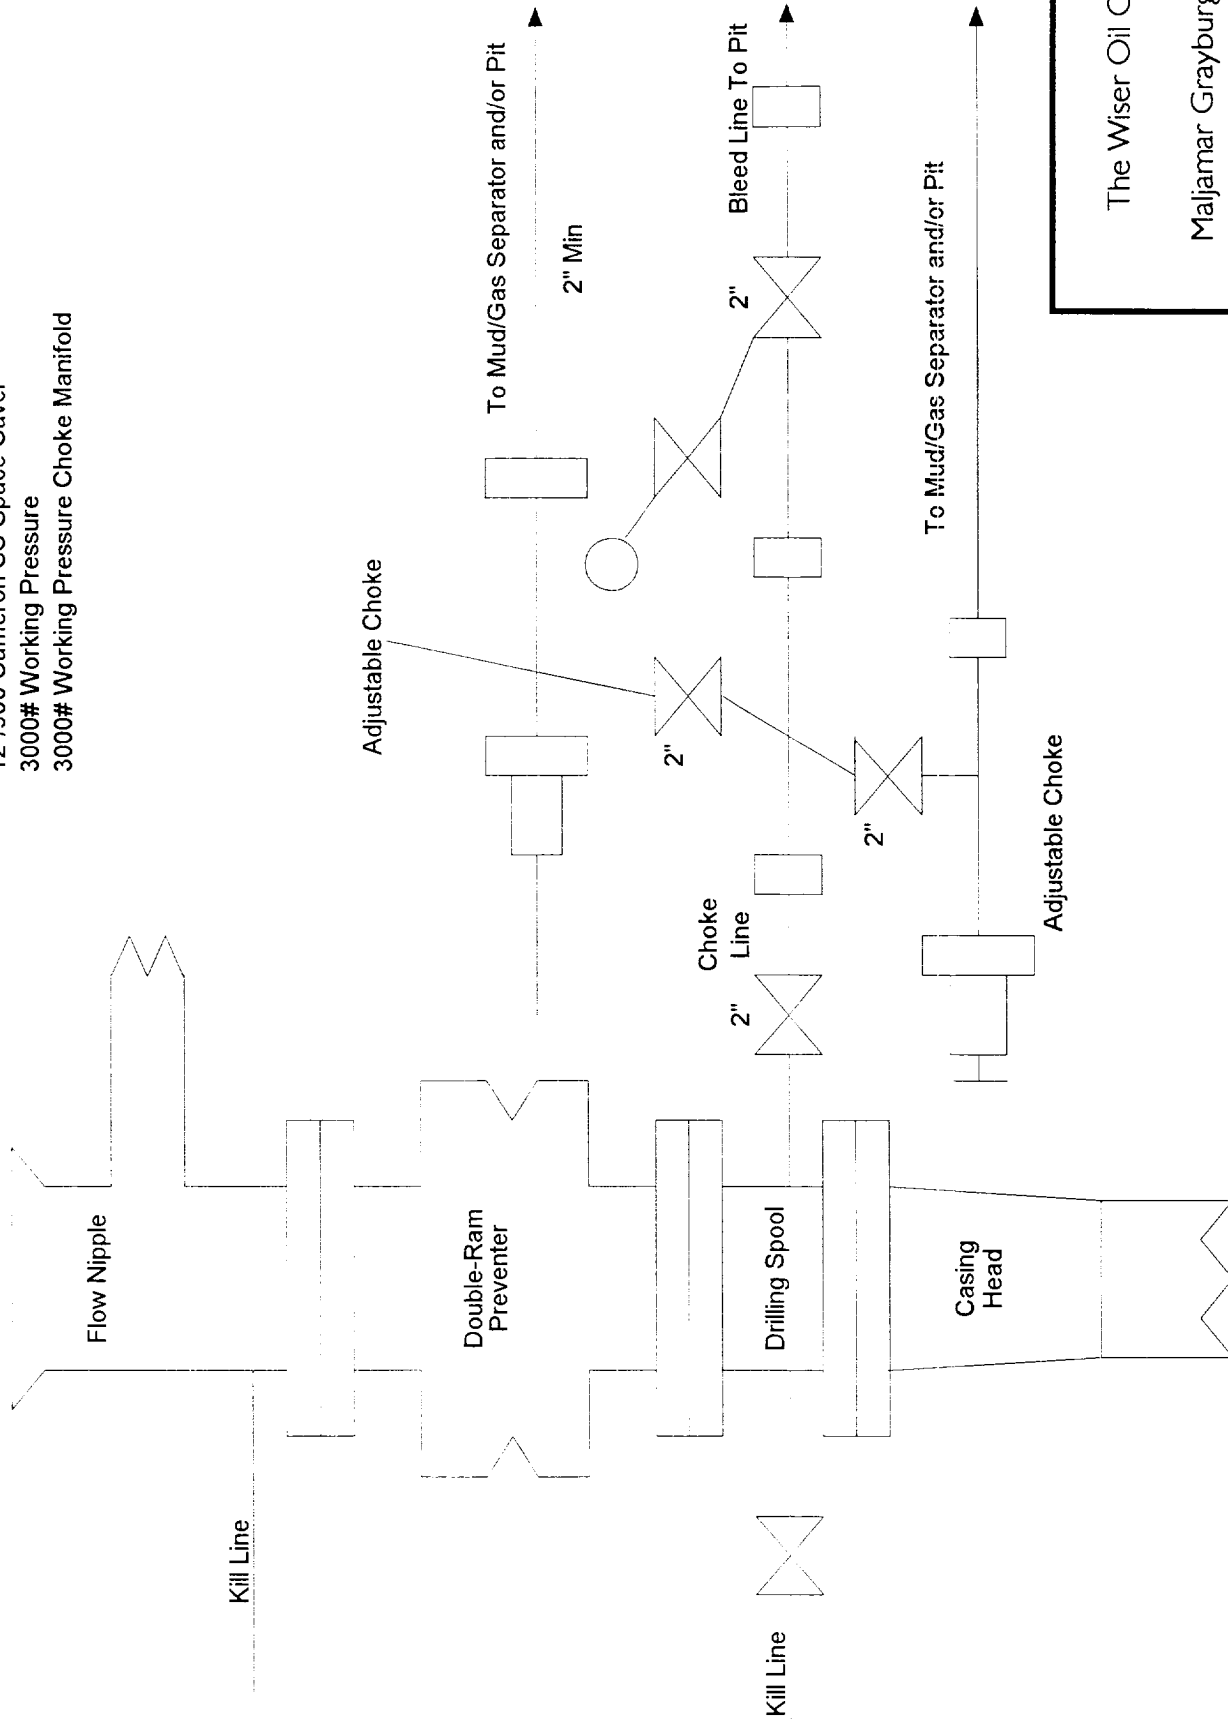 3000# Working Pressure
3000# Working Pressure Choke Manifold
Adjustable Choke
To Mud/Gas Separator and/or Pit
2" Min
Flow Nipple
Kill Line
Double-Ram
Preventer
2"
2"
Bleed Line To Pit
Choke
Line
2"
2"
Drilling Spool
Kill Line
To Mud/Gas Separator and/or Pit
Casing
Head
Adjustable Choke
The Wiser Oil
Maljamar Grayburg